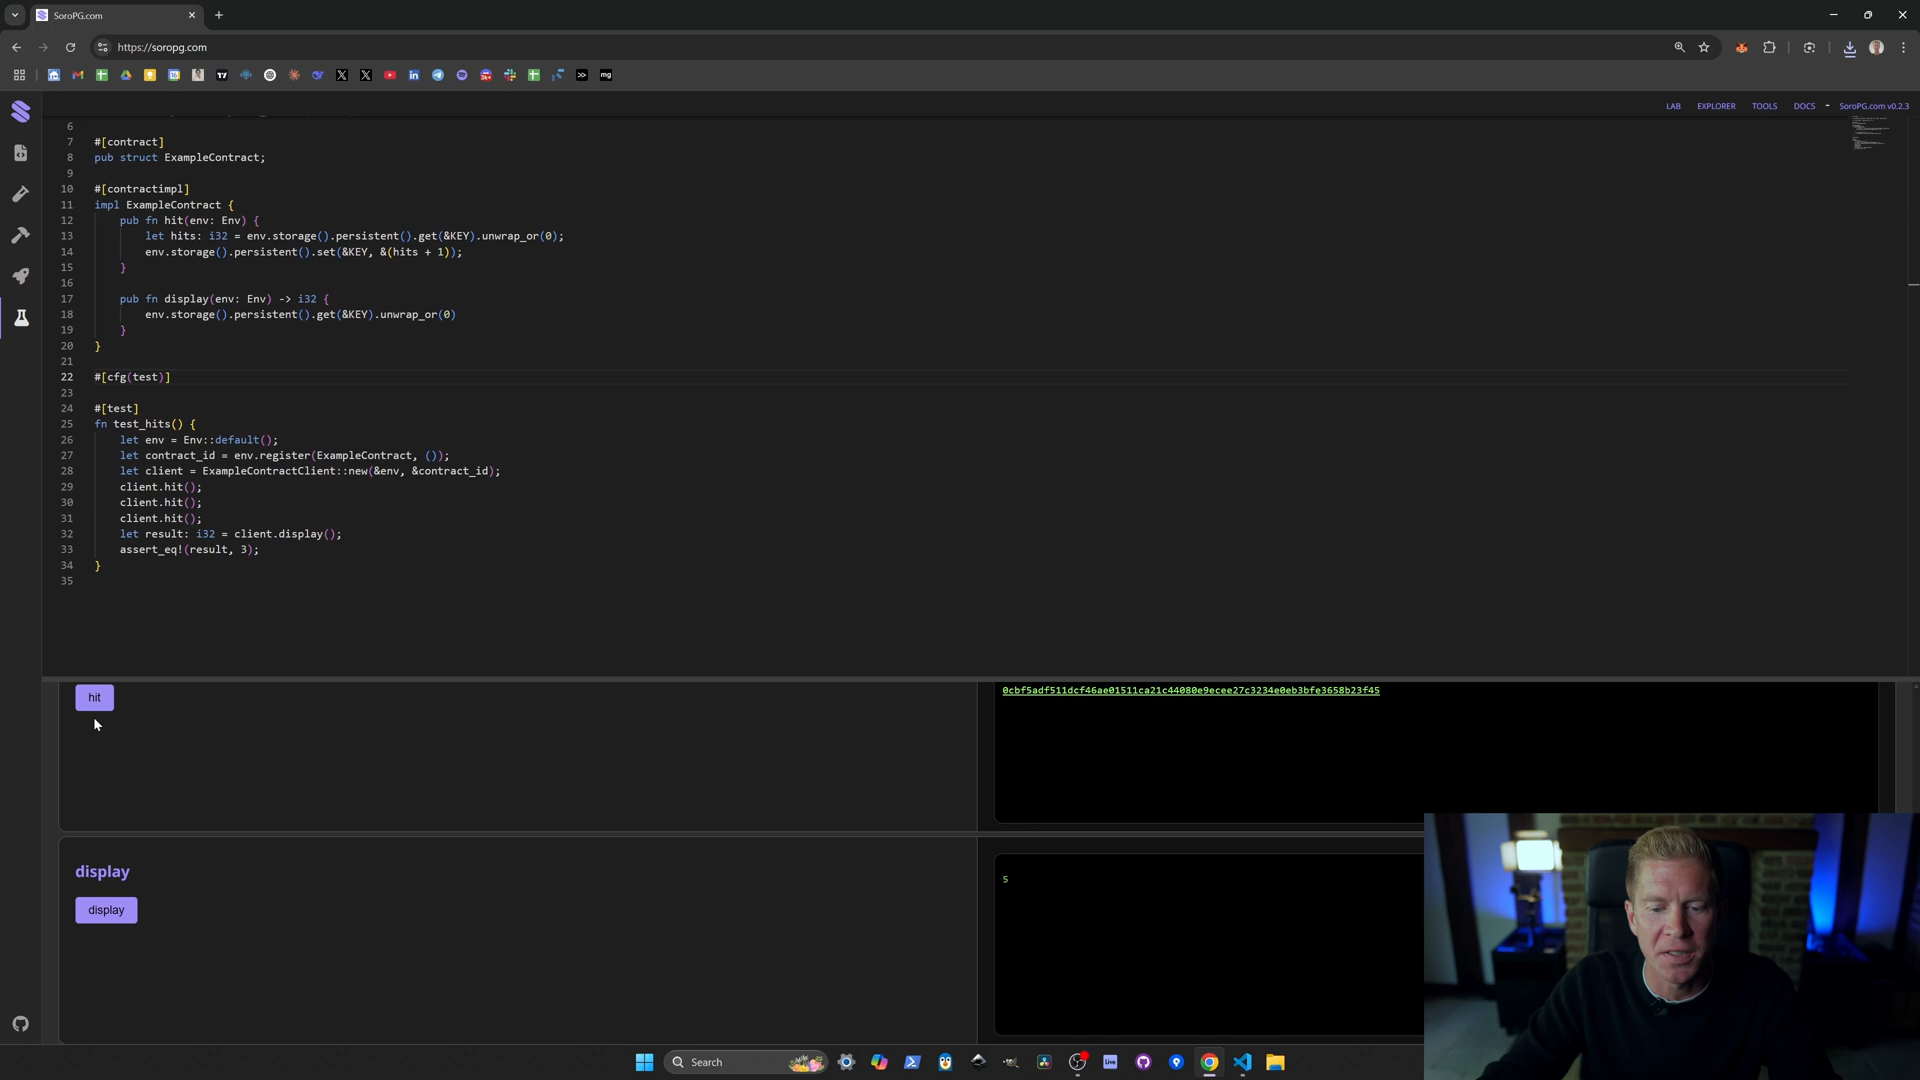 SoroPG.com
https://soropg.com
LAB
EXPLORER
TOOLS
DOCS
SoroPG.com v0.2.3
6
7 #[contract]
8 pub struct ExampleContract;
9
10 #[contractimpl]
11 impl ExampleContract {
12 pub fn hit(env: Env) {
13 let hits: i32 = env.storage().persistent().get(&KEY).unwrap_or(0);
14 env.storage().persistent().set(&KEY, &(hits + 1));
15 }
16
17 pub fn display(env: Env) -> i32 {
18 env.storage().persistent().get(&KEY).unwrap_or(0)
19 }
20 }
21
22 #[cfg(test)]
23
24 #[test]
25 fn test_hits() {
26 let env = Env::default();
27 let contract_id = env.register(ExampleContract, ());
28 let client = ExampleContractClient::new(&env, &contract_id);
29 client.hit();
30 client.hit();
31 client.hit();
32 let result: i32 = client.display();
33 assert_eq!(result, 3);
34 }
35
hit
0cbf5adf511dcf46ae01511ca21c44080e9ecee27c3234e0eb3bfe3658b23f45
display
5
display
Search